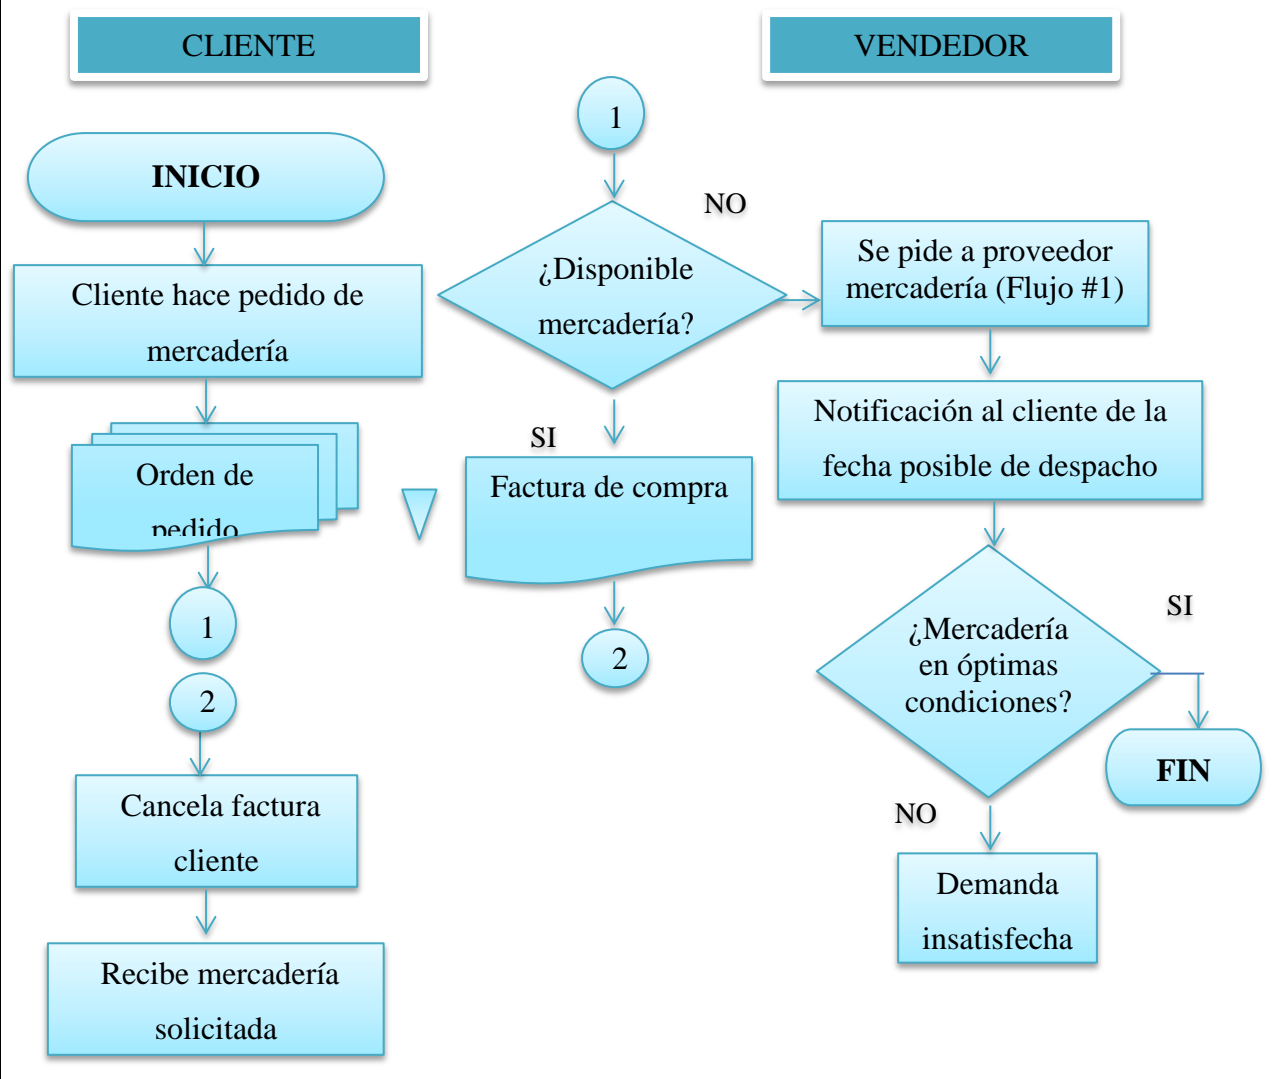 CLIENTE
VENDEDOR
INICIO
Cliente hace pedido de
mercadería
Orden de
pedido
1
2
Cancela factura
cliente
Recibe mercadería
solicitada
1
¿Disponible
mercadería?
NO
SI
Factura de compra
2
Se pide a proveedor
mercadería (Flujo #1)
Notificación al cliente de la
fecha posible de despacho
¿Mercadería
en óptimas
condiciones?
SI
FIN
NO
Demanda
insatisfecha